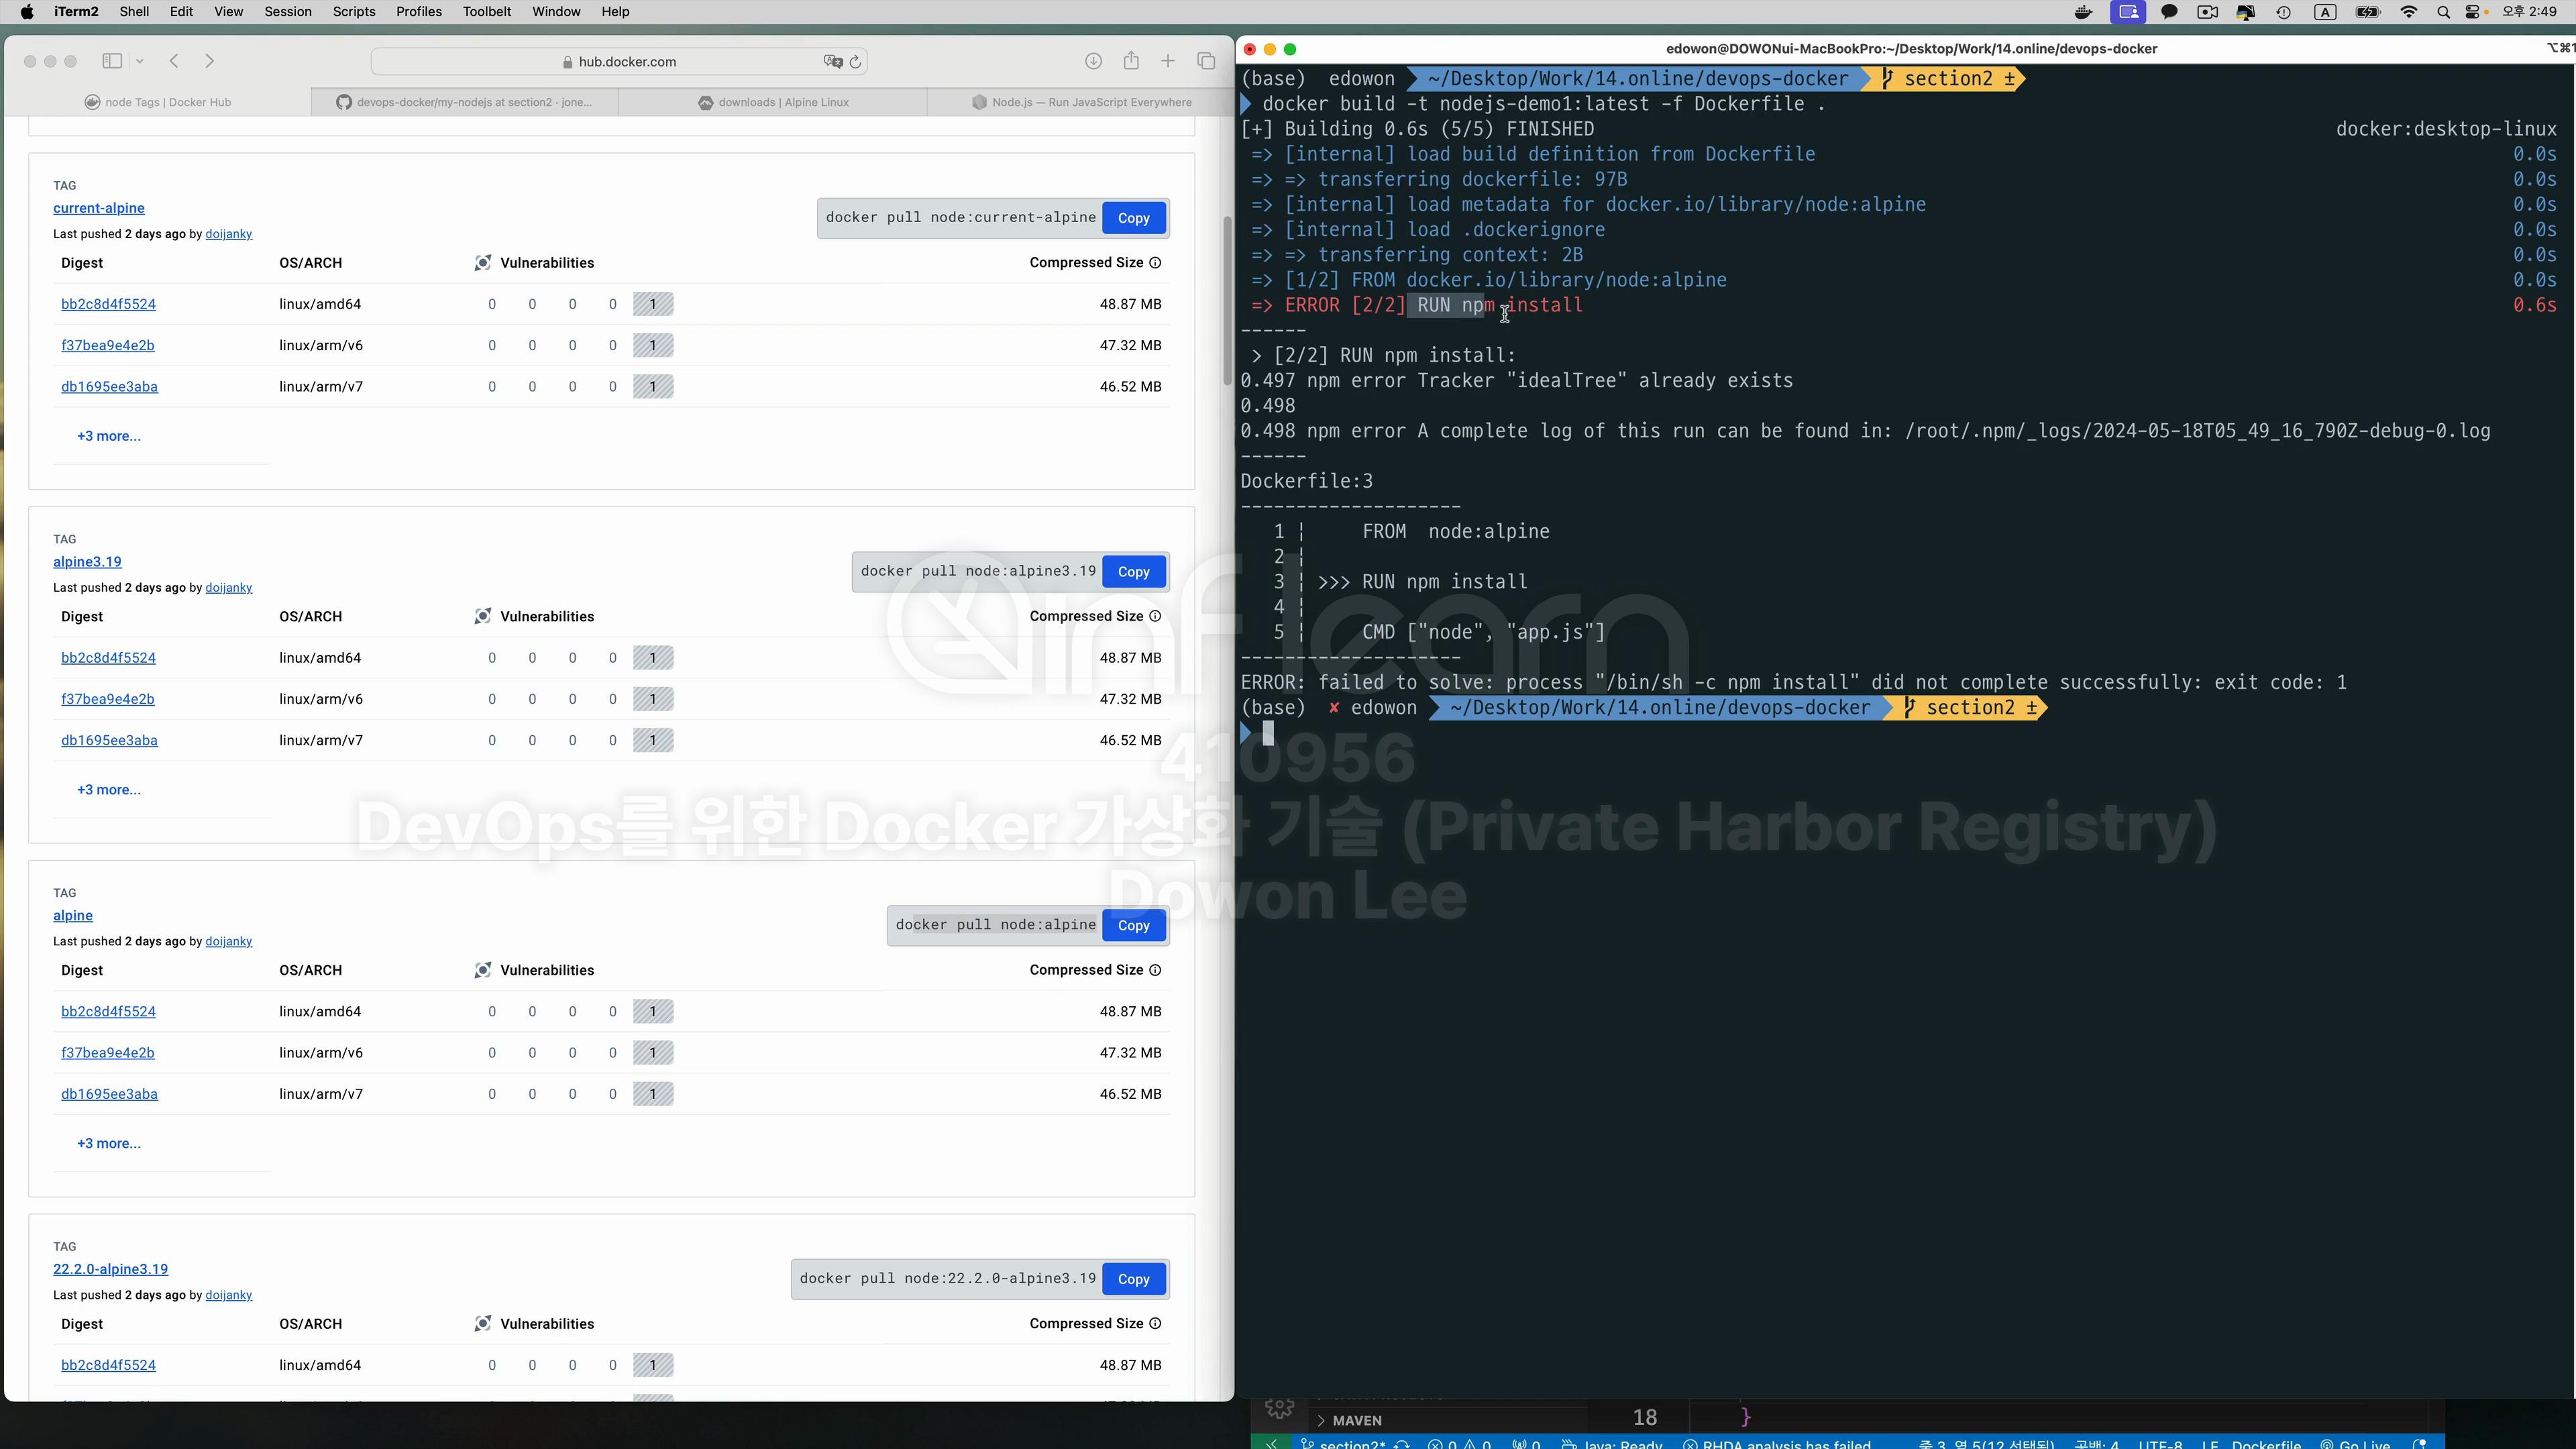 iTerm2 Shell Edit View Session Scripts Profiles Toolbelt Window Help
A 오후 2:49
hub.docker.com
node Tags | Docker Hub
devops-docker/my-nodejs at section2 · jone...
downloads | Alpine Linux
Node.js — Run JavaScript Everywhere
TAG
current-alpine
docker pull node:current-alpine Copy
Last pushed 2 days ago by doijanky
Digest OS/ARCH Vulnerabilities Compressed Size
bb2c8d4f5524 linux/amd64 0 0 0 0 1 48.87 MB
f37bea9e4e2b linux/arm/v6 0 0 0 0 1 47.32 MB
db1695ee3aba linux/arm/v7 0 0 0 0 1 46.52 MB
+3 more...
TAG
alpine3.19
docker pull node:alpine3.19 Copy
Last pushed 2 days ago by doijanky
Digest OS/ARCH Vulnerabilities Compressed Size
bb2c8d4f5524 linux/amd64 0 0 0 0 1 48.87 MB
f37bea9e4e2b linux/arm/v6 0 0 0 0 1 47.32 MB
db1695ee3aba linux/arm/v7 0 0 0 0 1 46.52 MB
+3 more...
TAG
alpine
docker pull node:alpine Copy
Last pushed 2 days ago by doijanky
Digest OS/ARCH Vulnerabilities Compressed Size
bb2c8d4f5524 linux/amd64 0 0 0 0 1 48.87 MB
f37bea9e4e2b linux/arm/v6 0 0 0 0 1 47.32 MB
db1695ee3aba linux/arm/v7 0 0 0 0 1 46.52 MB
+3 more...
TAG
22.2.0-alpine3.19
docker pull node:22.2.0-alpine3.19 Copy
Last pushed 2 days ago by doijanky
Digest OS/ARCH Vulnerabilities Compressed Size
bb2c8d4f5524 linux/amd64 0 0 0 0 1 48.87 MB
edowon@DOWONui-MacBookPro:~/Desktop/Work/14.online/devops-docker ⌥⌘1
(base) edowon ~/Desktop/Work/14.online/devops-docker section2 ±
docker build -t nodejs-demo1:latest -f Dockerfile .
[+] Building 0.6s (5/5) FINISHED docker:desktop-linux
=> [internal] load build definition from Dockerfile 0.0s
=> => transferring dockerfile: 97B 0.0s
=> [internal] load metadata for docker.io/library/node:alpine 0.0s
=> [internal] load .dockerignore 0.0s
=> => transferring context: 2B 0.0s
=> [1/2] FROM docker.io/library/node:alpine 0.0s
=> ERROR [2/2] RUN npm install 0.6s
------
> [2/2] RUN npm install:
0.497 npm error Tracker "idealTree" already exists
0.498
0.498 npm error A complete log of this run can be found in: /root/.npm/_logs/2024-05-18T05_49_16_790Z-debug-0.log
------
Dockerfile:3
--------------------
1 | FROM node:alpine
2 |
3 | >>> RUN npm install
4 |
5 | CMD ["node", "app.js"]
--------------------
ERROR: failed to solve: process "/bin/sh -c npm install" did not complete successfully: exit code: 1
(base) ✘ edowon ~/Desktop/Work/14.online/devops-docker section2 ±
inflearn
410956
DevOps를 위한 Docker 가상화 기술 (Private Harbor Registry)
Dowon Lee
MAVEN
18 }
section2* 0 0 0 Java: Ready RHDA analysis has failed 줄 3, 열 5(12 선택됨) 공백: 4 UTF-8 LF Dockerfile Go Live